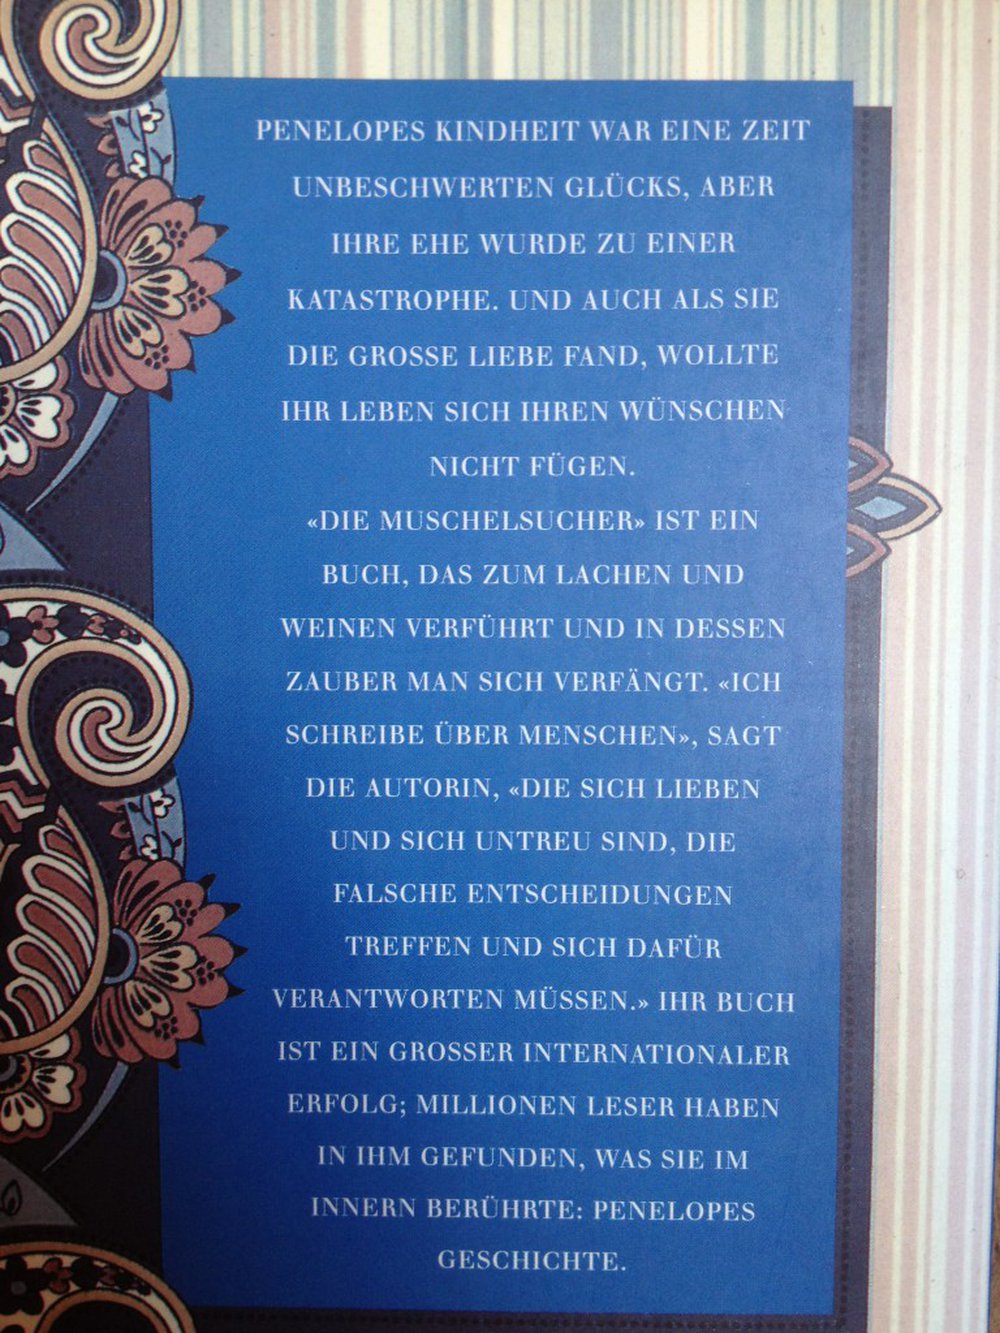 PENELOPES KINDHEIT WAR EINE ZEIT
UNBESCHWERTEN GLÜCKS, ABER
IHRE EHE WURDE ZU EINER
KATASTROPHE. UND AUCH ALS SIE
DIE GROSSE LIEBE FAND, WOLLTE
IHR LEBEN SICH IHREN WÜNSCHEN
NICHT FÜGEN.
«DIE MUSCHELSUCHER» IST EIN
BUCH, DAS ZUM LACHEN UND
WEINEN VERFÜHRT UND IN DESSEN
ZAUBER MAN SICH VERFÄNGT. «ICH
SCHREIBE ÜBER MENSCHEN», SAGT
DIE AUTORIN, «DIE SICH LIEBEN
UND SICH UNTREU SIND, DIE
FALSCHE ENTSCHEIDUNGEN
TREFFEN UND SICH DAFÜR
VERANTWORTEN MÜSSEN.» IHR BUCH
IST EIN GROSSER INTERNATIONALER
ERFOLG; MILLIONEN LESER HABEN
IN IHM GEFUNDEN, WAS SIE IM
INNERN BERÜHRTE: PENELOPES
GESCHICHTE.